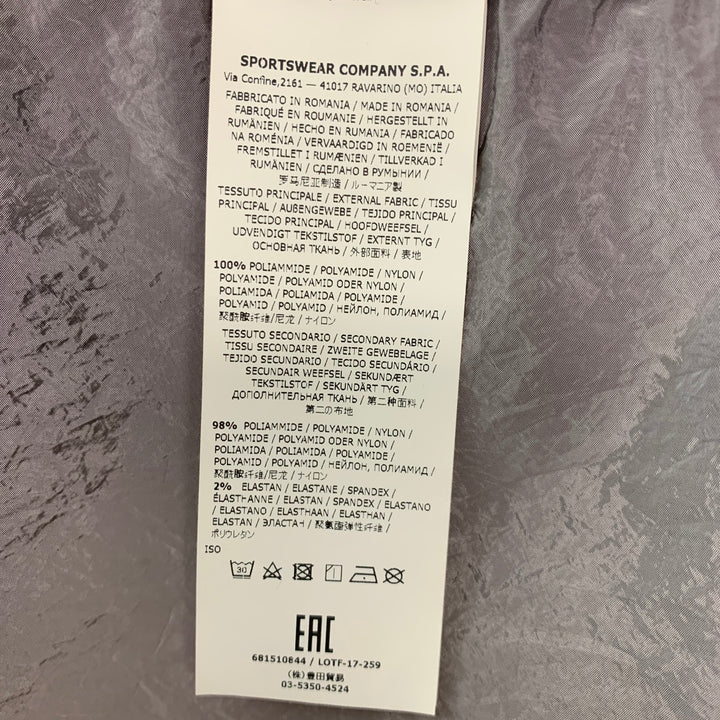 SPORTSWEAR COMPANY S.P.A.
Via Confine,2161 — 41017 RAVARINO (MO) ITALIA
FABBRICATO IN ROMANIA / MADE IN ROMANIA /
FABRIQUÉ EN ROUMANIE / HERGESTELLT IN
RUMÄNIEN / HECHO EN RUMANIA / FABRICADO
NA ROMÉNIA / VERVAARDIGD IN ROEMENIË /
FREMSTILLET I RUMÆNIEN / TILLVERKAD I
RUMÄNIEN / СДЕЛАНО В РУМЫНИИ /
罗马尼亚制造 / ルーマニア製
TESSUTO PRINCIPALE / EXTERNAL FABRIC / TISSU
PRINCIPAL / AUßENGEWEBE / TEJIDO PRINCIPAL /
TECIDO PRINCIPAL / HOOFDWEEFSEL /
UDVENDIGT TEKSTILSTOF / EXTERNT TYG /
ОСНОВНАЯ ТКАНЬ / 外部面料 / 表地
100% POLIAMMIDE / POLYAMIDE / NYLON /
POLYAMIDE / POLYAMID ODER NYLON /
POLIAMIDA / POLIAMIDA / POLYAMIDE /
POLYAMID / POLYAMID / НЕЙЛОН, ПОЛИАМИД /
聚酰胺纤维/尼龙 / ナイロン
TESSUTO SECONDARIO / SECONDARY FABRIC /
TISSU SECONDAIRE / ZWEITE GEWEBELAGE /
TEJIDO SECUNDARIO / TECIDO SECUNDÁRIO /
SECUNDAIR WEEFSEL / SEKUNDÆRT
TEKSTILSTOF / SEKUNDÄRT TYG /
ДОПОЛНИТЕЛЬНАЯ ТКАНЬ / 第二种面料 /
第二の布地
98% POLIAMMIDE / POLYAMIDE / NYLON /
POLYAMIDE / POLYAMID ODER NYLON /
POLIAMIDA / POLIAMIDA / POLYAMIDE /
POLYAMID / POLYAMID / НЕЙЛОН, ПОЛИАМИД /
聚酰胺纤维/尼龙 / ナイロン
2% ELASTAN / ELASTANE / SPANDEX /
ÉLASTHANNE / ELASTAN / SPANDEX / ELASTANO
/ ELASTANO / ELASTHAAN / ELASTHAN /
ELASTAN / ЭЛАСТАН / 聚氨酯弹性纤维 /
ポリウレタン
ISO
30
EAC
681510844 / LOTF-17-259
(株)豊田貿易
03-5350-4524